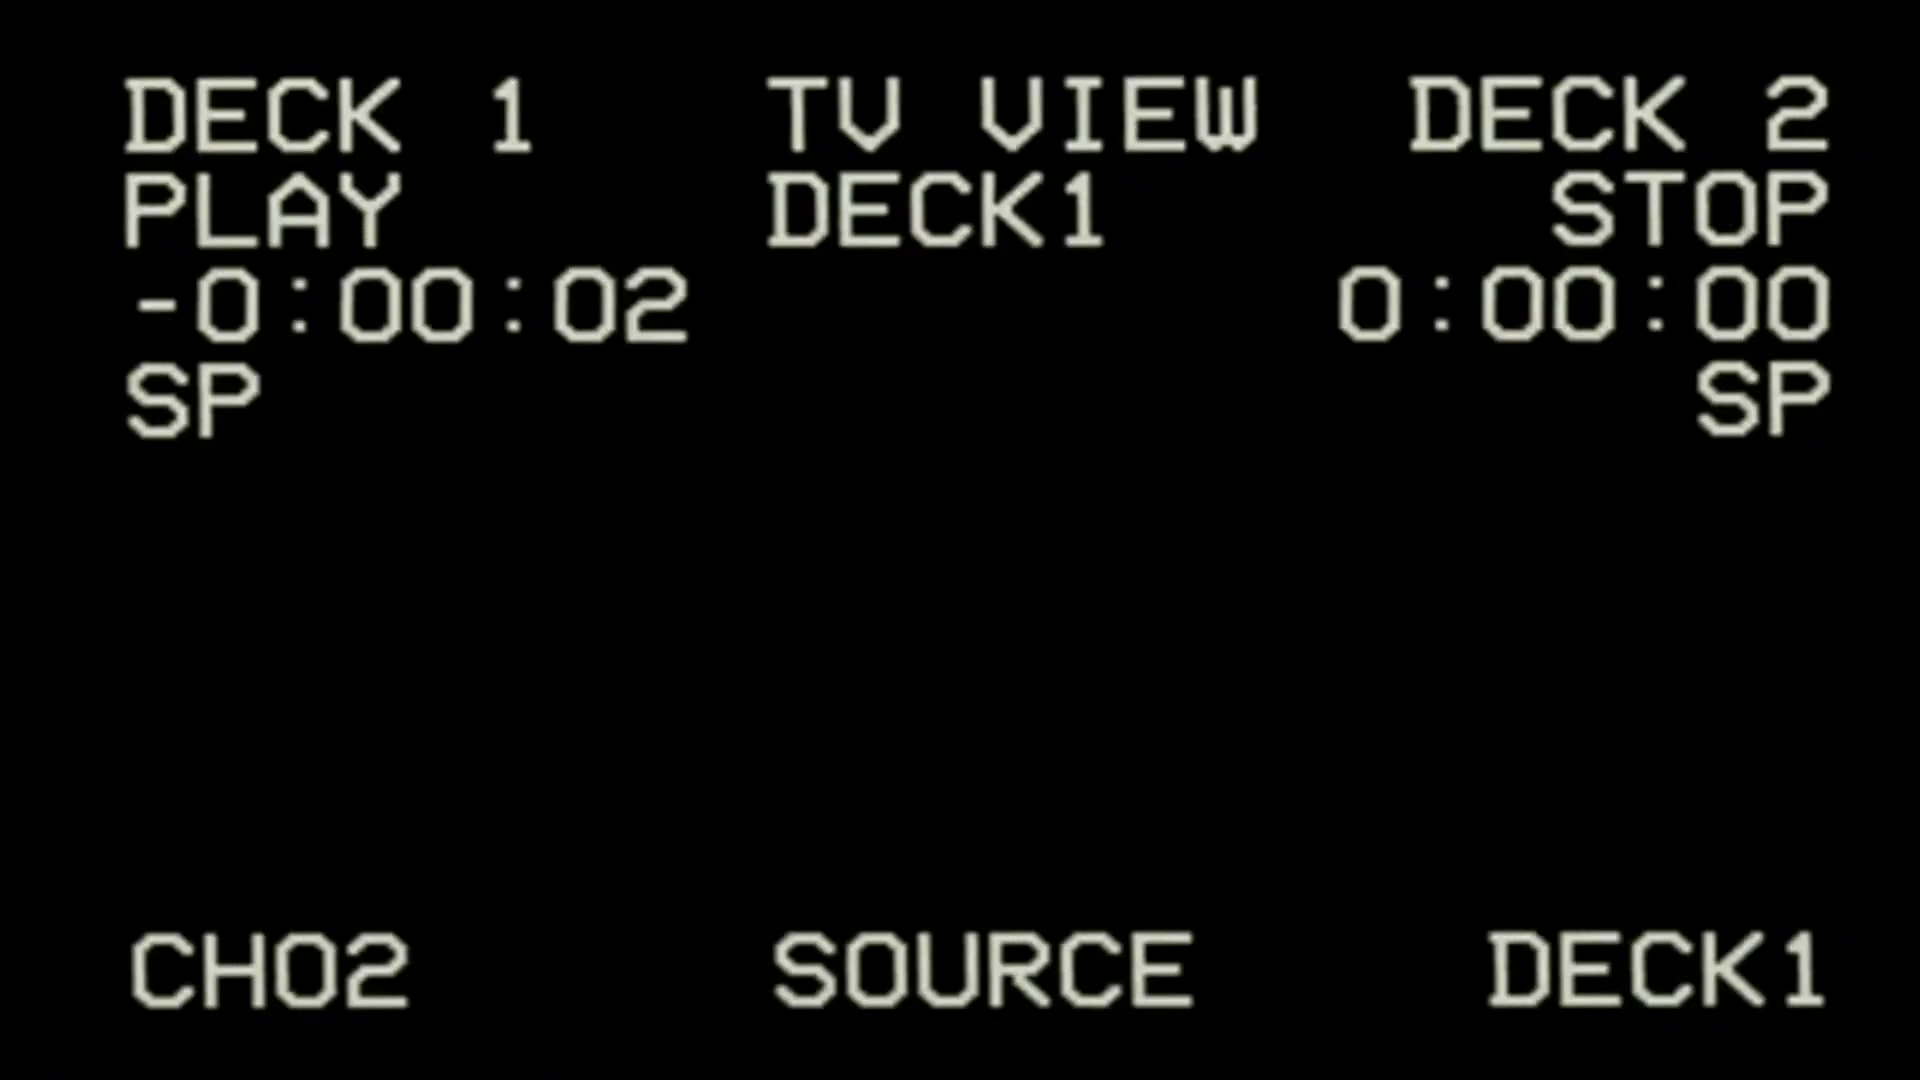 DECK 1 TV VIEW DECK 2
PLAY DECK1 STOP
-0:00:02 0:00:00
SP SP
CH02 SOURCE DECK1